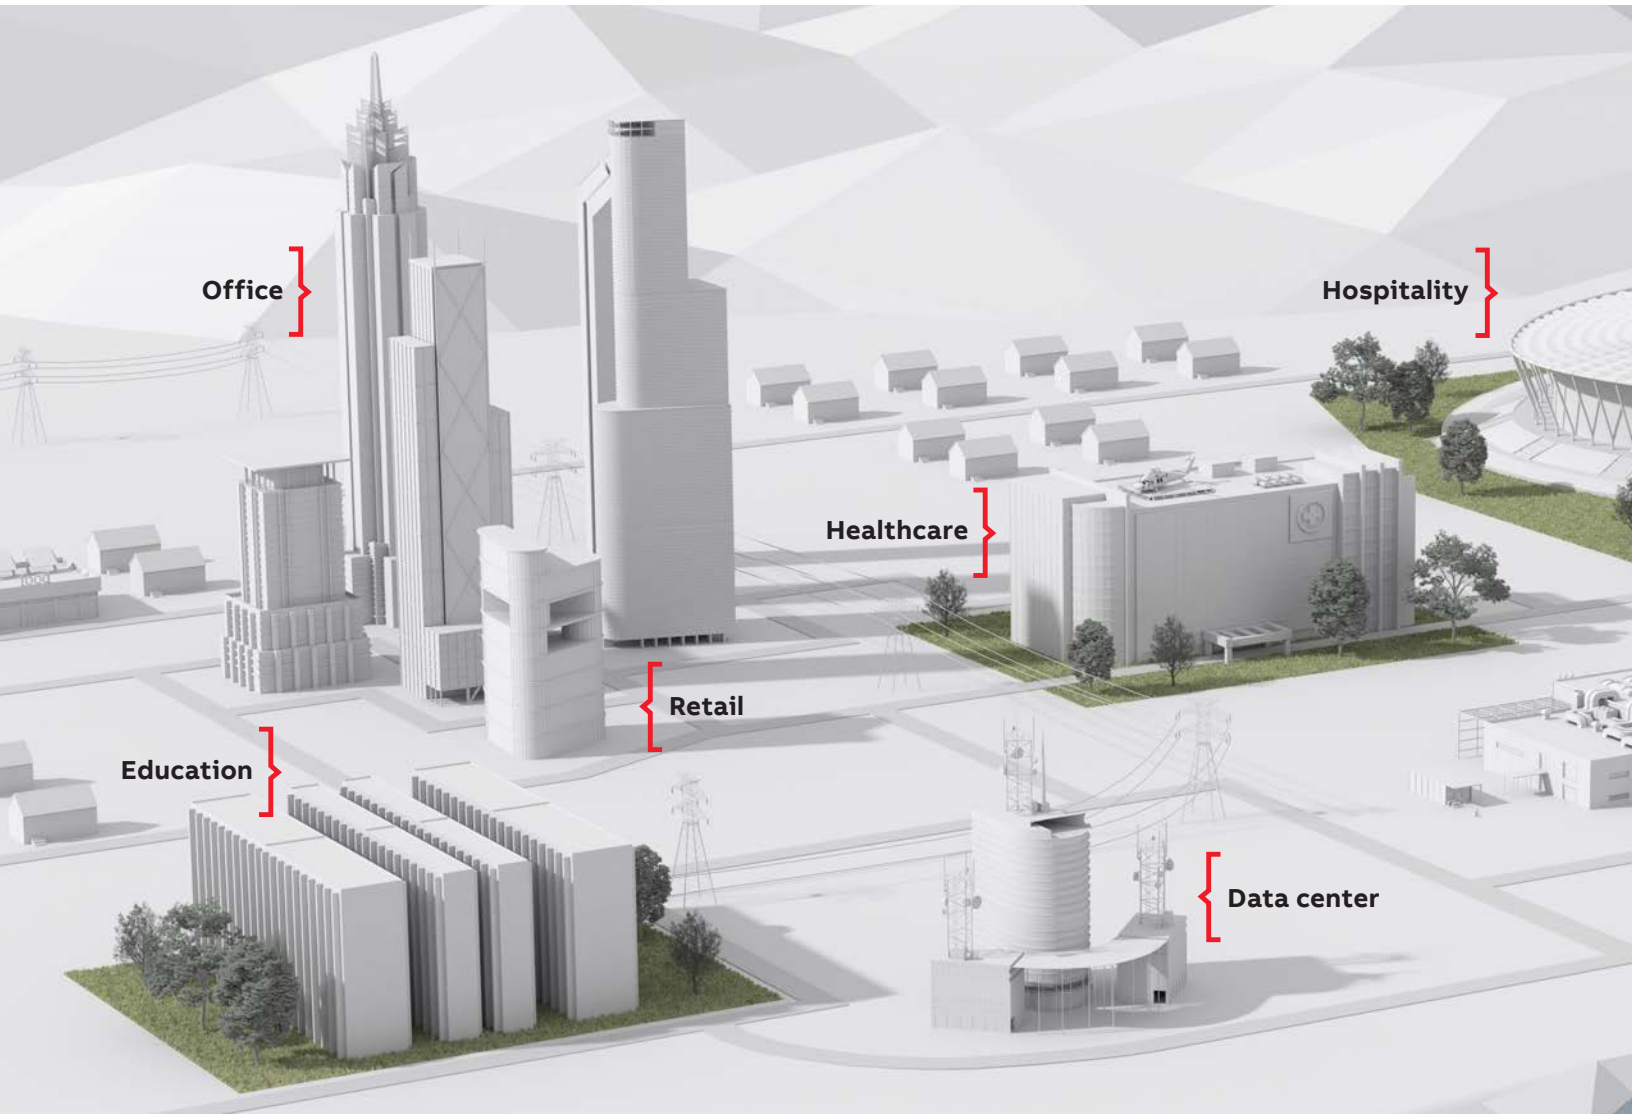 Office
Hospitality
Healthcare
Retail
Education
Data center